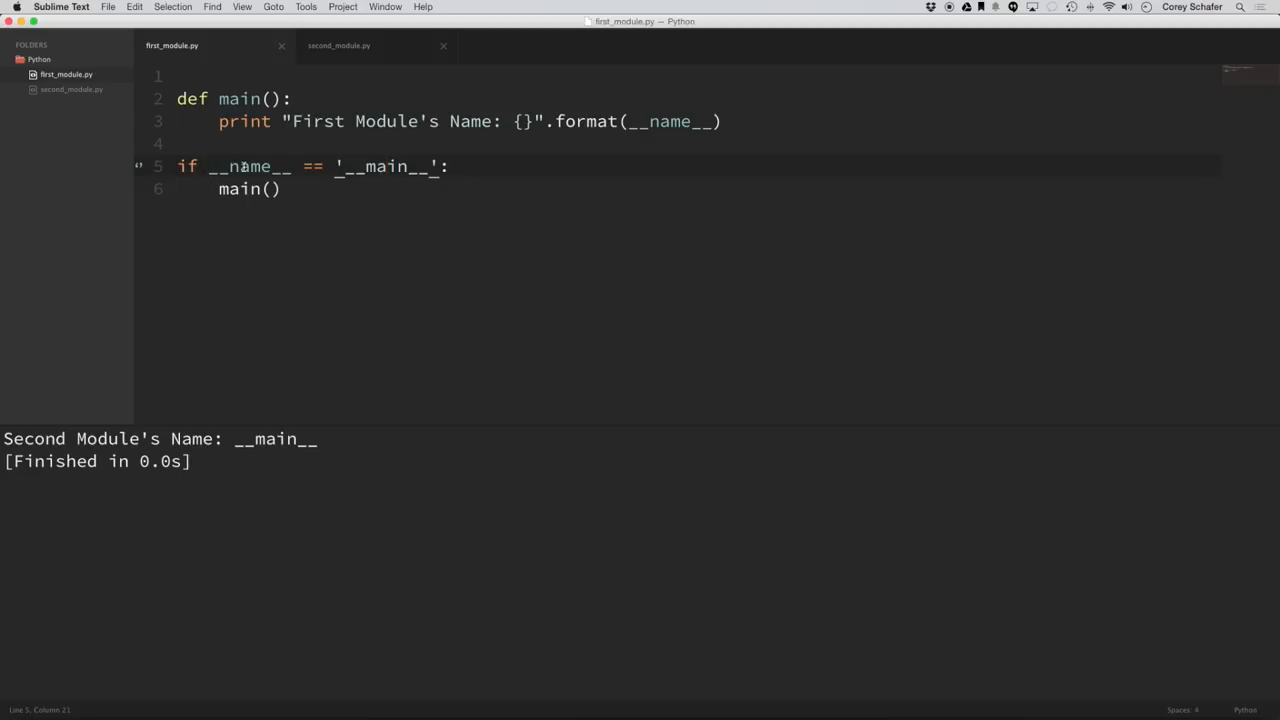 Sublime Text File Edit Selection Find View Goto Tools Project Window Help Corey Schafer
first_module.py — Python
FOLDERS
Python
first_module.py
second_module.py
first_module.py second_module.py
1
2 def main():
3 print "First Module's Name: {}".format(__name__)
4
5 if __name__ == '__main__':
6 main()
Second Module's Name: __main__
[Finished in 0.0s]
Line 5, Column 21 Spaces: 4 Python